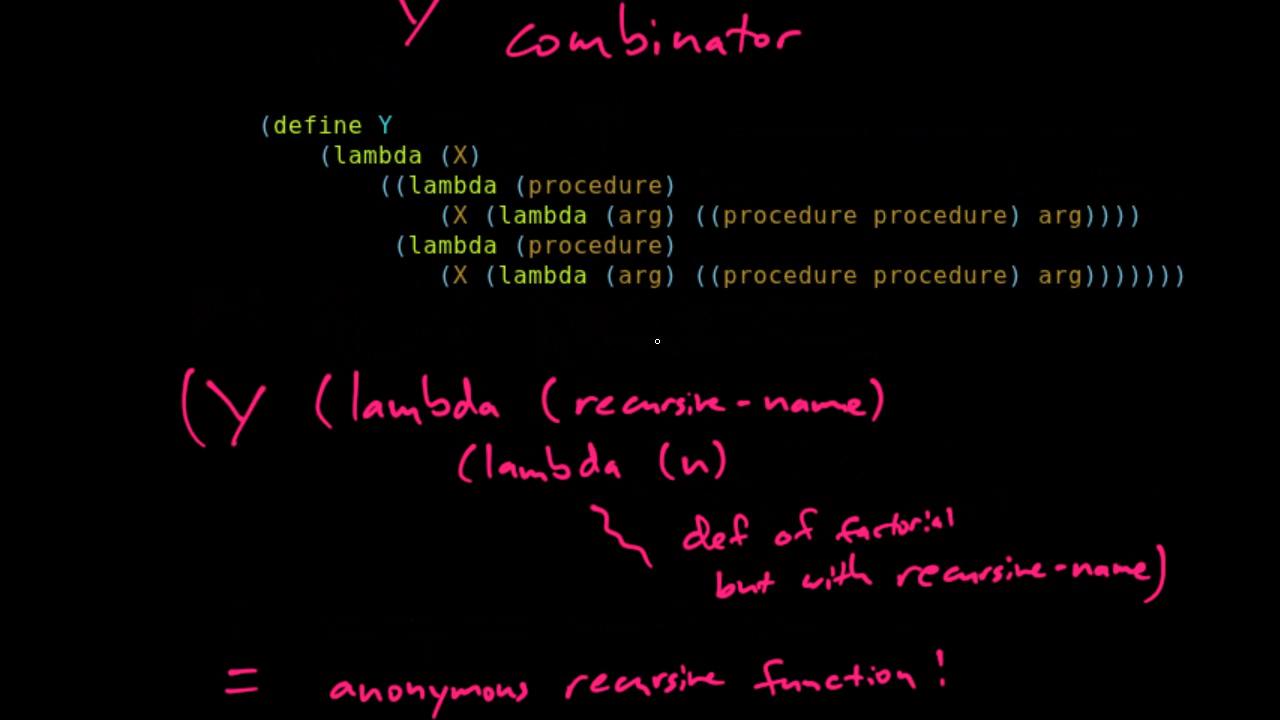 Y combinator
(define Y
(lambda (X)
((lambda (procedure)
(X (lambda (arg) ((procedure procedure) arg))))
(lambda (procedure)
(X (lambda (arg) ((procedure procedure) arg)))))))
(Y (lambda (recursive-name)
(lambda (n)
def of factorial
but with recursive-name)
= anonymous recursive function!